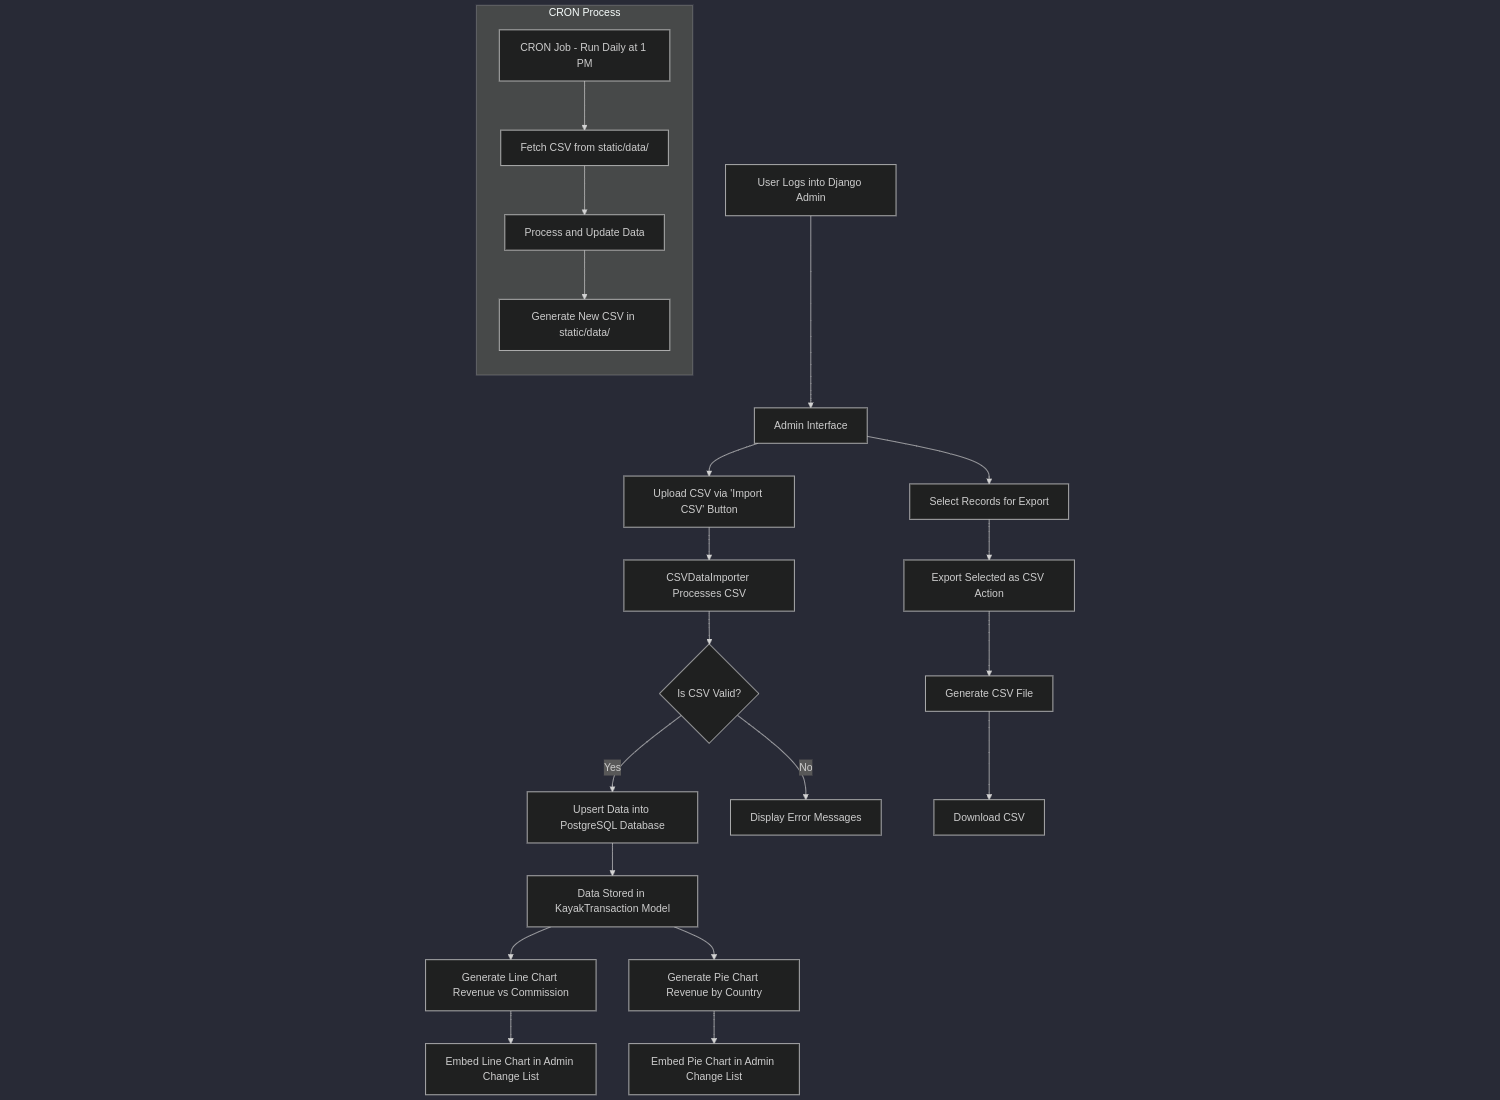 CRON Process
CRON Job - Run Daily at 1
PM
Fetch CSV from static/data/
Process and Update Data
Generate New CSV in
static/data/
User Logs into Django
Admin
Admin Interface
Upload CSV via 'Import
CSV' Button
Select Records for Export
CSVDataImporter
Processes CSV
Export Selected as CSV
Action
Is CSV Valid?
Generate CSV File
Yes
No
Upsert Data into
PostgreSQL Database
Display Error Messages
Download CSV
Data Stored in
KayakTransaction Model
Generate Line Chart
Revenue vs Commission
Generate Pie Chart
Revenue by Country
Embed Line Chart in Admin
Change List
Embed Pie Chart in Admin
Change List